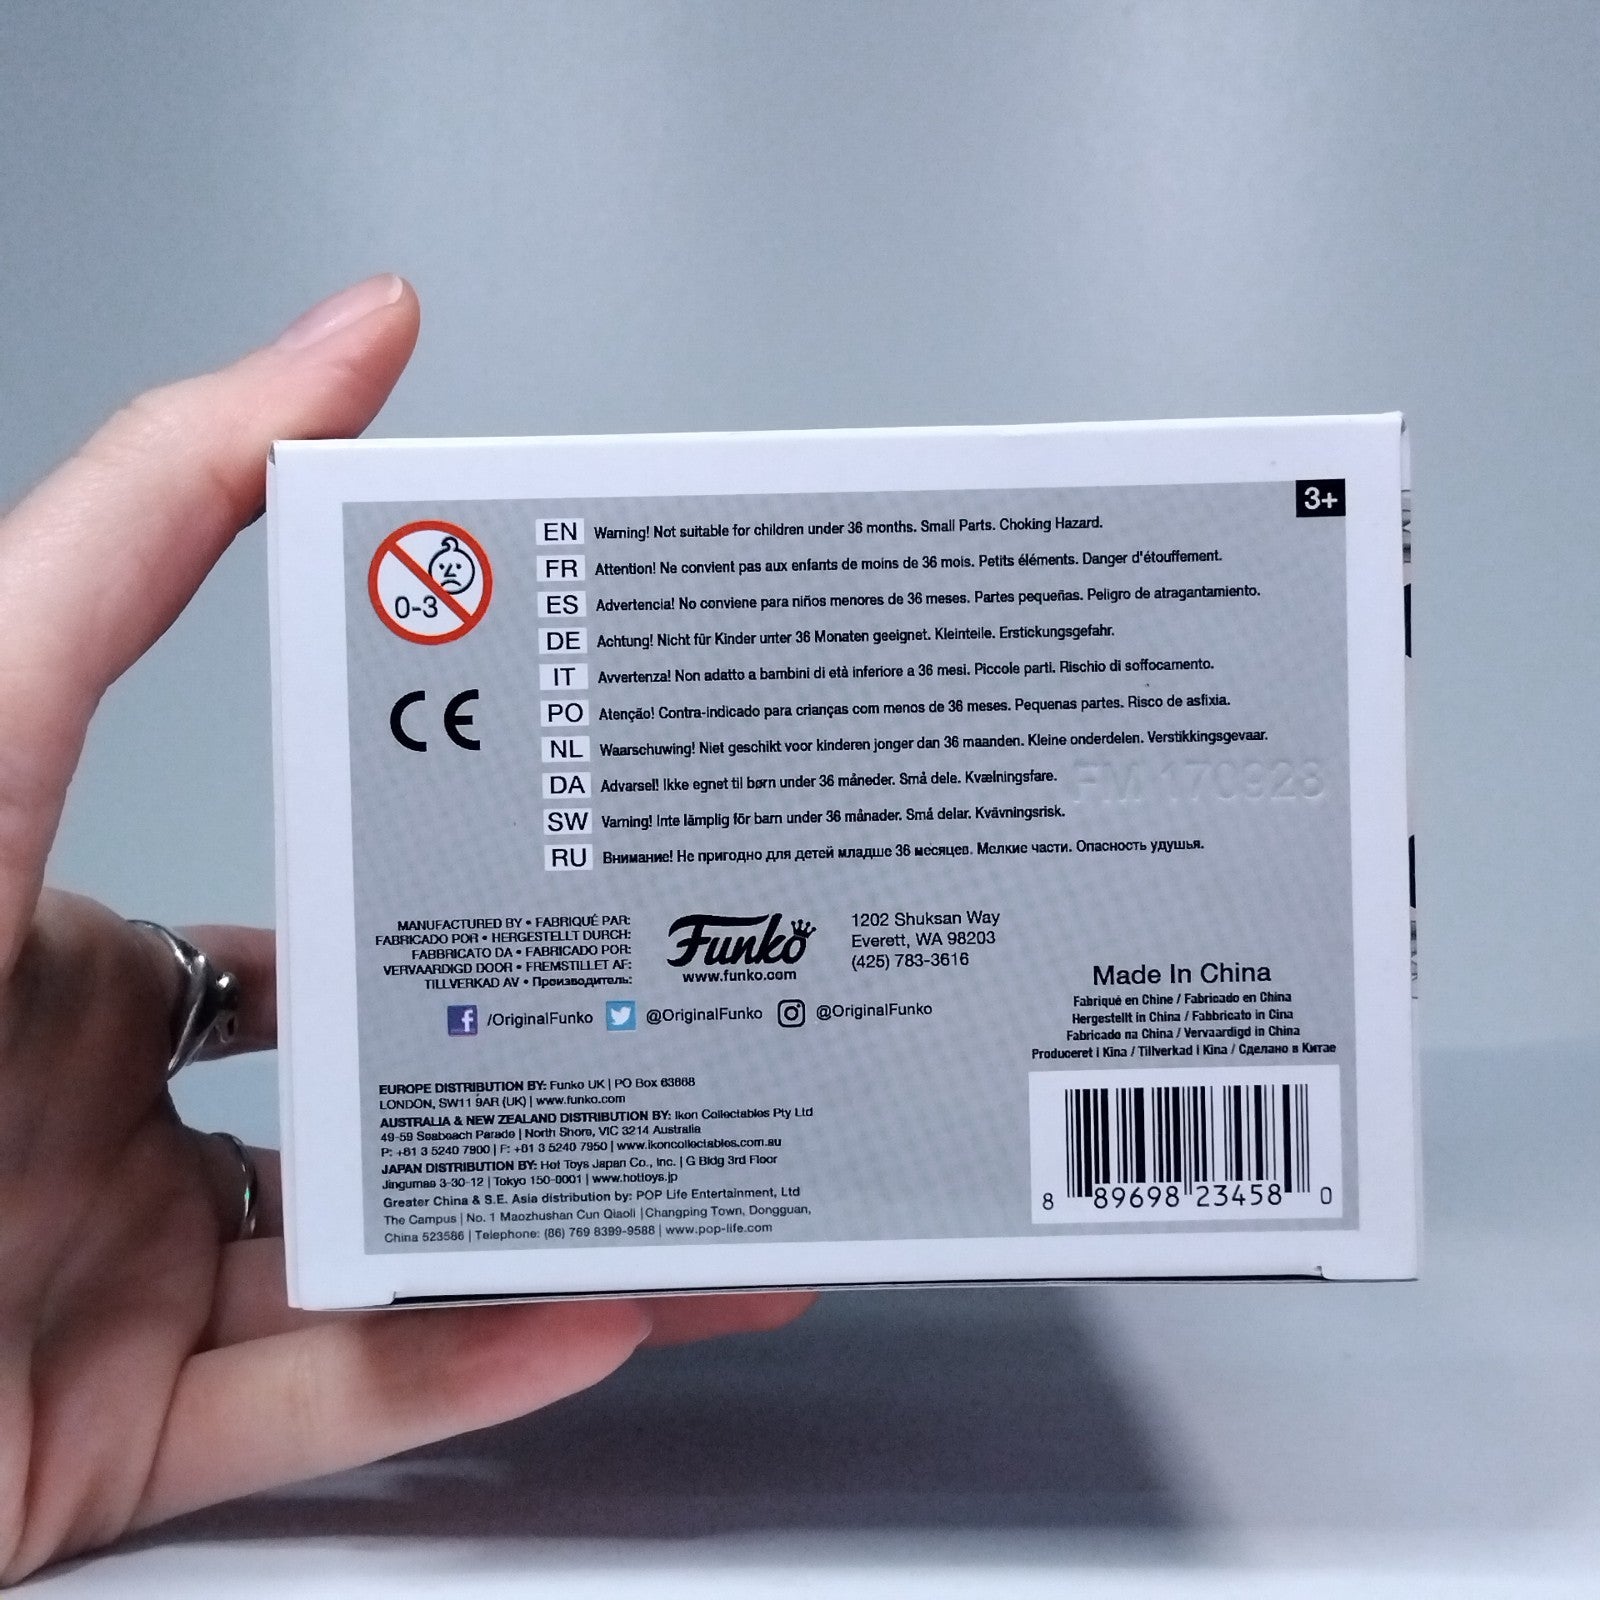 3+
0-3
EN Warning! Not suitable for children under 36 months. Small Parts. Choking Hazard.
FR Attention! Ne convient pas aux enfants de moins de 36 mois. Petits éléments. Danger d'étouffement.
ES Advertencia! No conviene para niños menores de 36 meses. Partes pequeñas. Peligro de atragantamiento.
DE Achtung! Nicht für Kinder unter 36 Monaten geeignet. Kleinteile. Erstickungsgefahr.
IT Avvertenza! Non adatto a bambini di età inferiore a 36 mesi. Piccole parti. Rischio di soffocamento.
PO Atenção! Contra-indicado para crianças com menos de 36 meses. Pequenas partes. Risco de asfixia.
NL Waarschuwing! Niet geschikt voor kinderen jonger dan 36 maanden. Kleine onderdelen. Verstikkingsgevaar.
DA Advarsel! Ikke egnet til børn under 36 måneder. Små dele. Kvælningsfare.
SW Varning! Inte lämplig för barn under 36 månader. Små delar. Kvävningsrisk.
RU Внимание! Не пригодно для детей младше 36 месяцев. Мелкие части. Опасность удушья.
CE
FM 170928
MANUFACTURED BY • FABRIQUÉ PAR:
FABRICADO POR • HERGESTELLT DURCH:
FABBRICATO DA • FABRICADO POR:
VERVAARDIGD DOOR • FREMSTILLET AF:
TILLVERKAD AV • Производитель:
Funko
www.funko.com
1202 Shuksan Way
Everett, WA 98203
(425) 783-3616
/OriginalFunko @OriginalFunko @OriginalFunko
Made In China
Fabriqué en Chine / Fabricado en China
Hergestellt in China / Fabbricato in Cina
Fabricado na China / Vervaardigd in China
Produceret i Kina / Tillverkad i Kina / Сделано в Китае
EUROPE DISTRIBUTION BY: Funko UK | PO Box 63868
LONDON, SW11 9AR (UK) | www.funko.com
AUSTRALIA & NEW ZEALAND DISTRIBUTION BY: Ikon Collectables Pty Ltd
49-59 Seabeach Parade | North Shore, VIC 3214 Australia
P: +61 3 5240 7900 | F: +61 3 5240 7950 | www.ikoncollectables.com.au
JAPAN DISTRIBUTION BY: Hot Toys Japan Co., Inc. | G Bldg 3rd Floor
Jingumae 3-30-12 | Tokyo 150-0001 | www.hottoys.jp
Greater China & S.E. Asia distribution by: POP Life Entertainment, Ltd
The Campus | No. 1 Maozhushan Cun Qiaoli | Changping Town, Dongguan,
China 523586 | Telephone: (86) 769 8399-9588 | www.pop-life.com
8 89698 23458 0